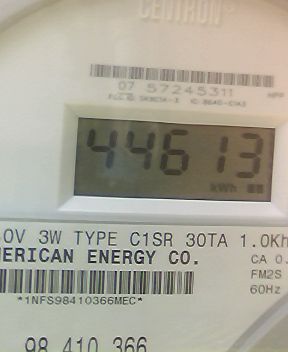 CENTRON®
07 57245311
44613
kWh
0V 3W TYPE C1SR 30TA 1.0Kh
MERICAN ENERGY CO.
CA 0.
FM2S
*1NFS98410366MEC*
60Hz
98 410 366